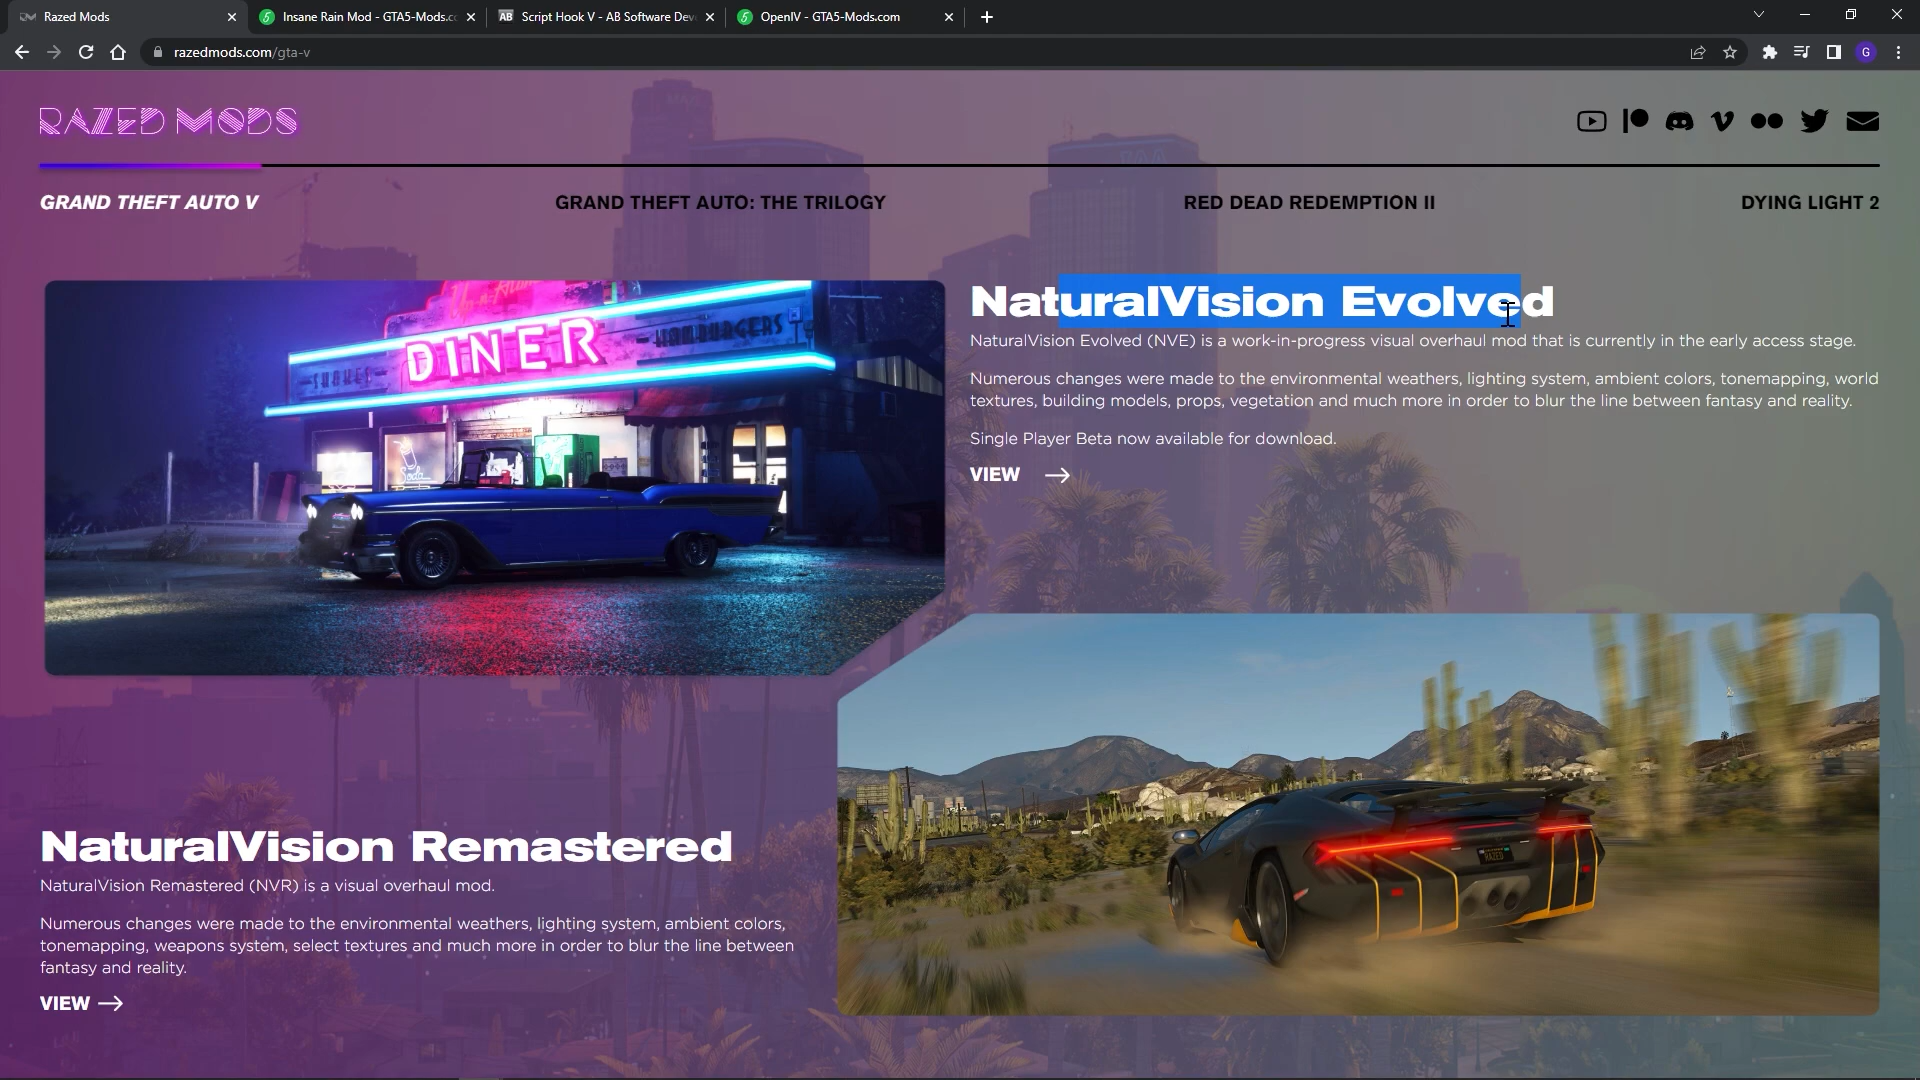 Razed Mods
Insane Rain Mod - GTA5-Mods.co
AB
Script Hook V - AB Software Dev
OpenIV - GTA5-Mods.com
razedmods.com/gta-v
G
RAZED MODS
GRAND THEFT AUTO V
GRAND THEFT AUTO: THE TRILOGY
RED DEAD REDEMPTION II
DYING LIGHT 2
DINER
HAMBURGERS
SHAKES
Soda
NaturalVision Evolved
NaturalVision Evolved (NVE) is a work-in-progress visual overhaul mod that is currently in the early access stage.
Numerous changes were made to the environmental weathers, lighting system, ambient colors, tonemapping, world
textures, building models, props, vegetation and much more in order to blur the line between fantasy and reality.
Single Player Beta now available for download.
VIEW
RAZED
NaturalVision Remastered
NaturalVision Remastered (NVR) is a visual overhaul mod.
Numerous changes were made to the environmental weathers, lighting system, ambient colors,
tonemapping, weapons system, select textures and much more in order to blur the line between
fantasy and reality.
VIEW